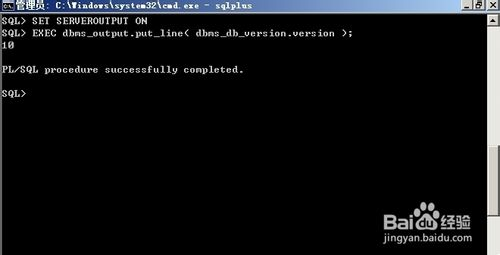 管理员: C:\Windows\system32\cmd.exe - sqlplus
SQL> SET SERVEROUTPUT ON
SQL> EXEC dbms_output.put_line( dbms_db_version.version );
10
PL/SQL procedure successfully completed.
SQL>
Baidu 经验
jingyan.baidu.com